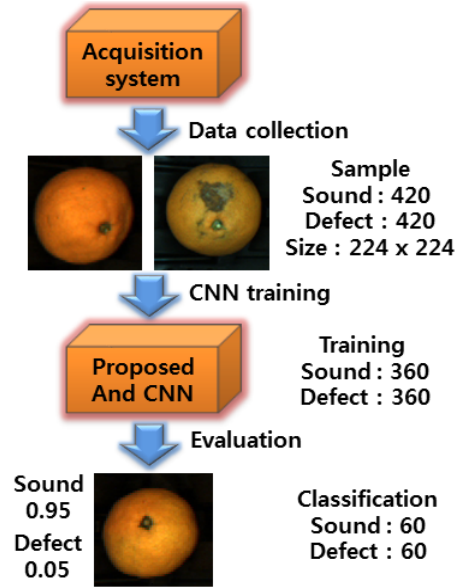 Acquisition
system
Data collection
Sample
Sound : 420
Defect : 420
Size : 224 x 224
CNN training
Proposed
And CNN
Training
Sound : 360
Defect : 360
Evaluation
Sound
0.95
Defect
0.05
Classification
Sound : 60
Defect : 60